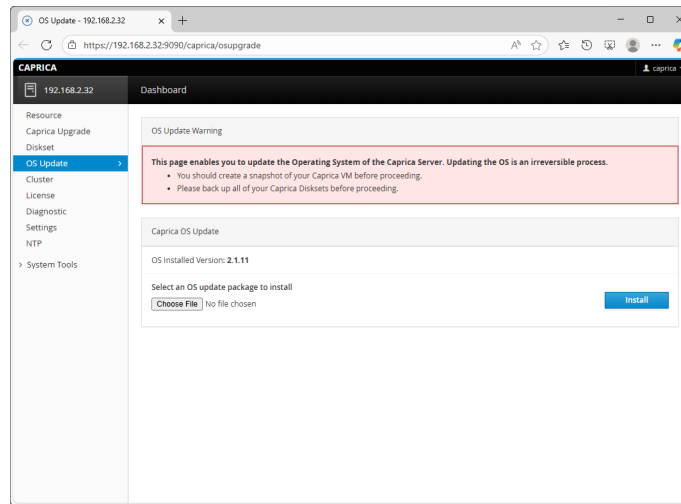 OS Update - 192.168.2.32
https://192.168.2.32:9090/caprica/osupgrade
CAPRICA
caprica
192.168.2.32
Dashboard
Resource
Caprica Upgrade
Diskset
OS Update
Cluster
License
Diagnostic
Settings
NTP
System Tools
OS Update Warning
This page enables you to update the Operating System of the Caprica Server. Updating the OS is an irreversible process.
• You should create a snapshot of your Caprica VM before proceeding.
• Please back up all of your Caprica Disksets before proceeding.
Caprica OS Update
OS Installed Version: 2.1.11
Select an OS update package to install
Choose File No file chosen
Install